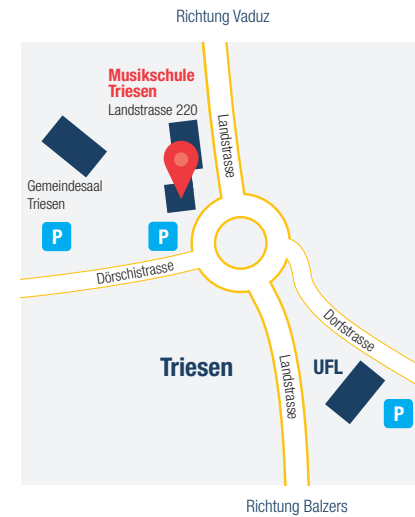 Richtung Vaduz
Musikschule
Triesen
Landstrasse 220
Landstrasse
Gemeindesaal
Triesen
P
P
Dörschistrasse
Dorfstrasse
Triesen
UFL
Landstrasse
P
Richtung Balzers